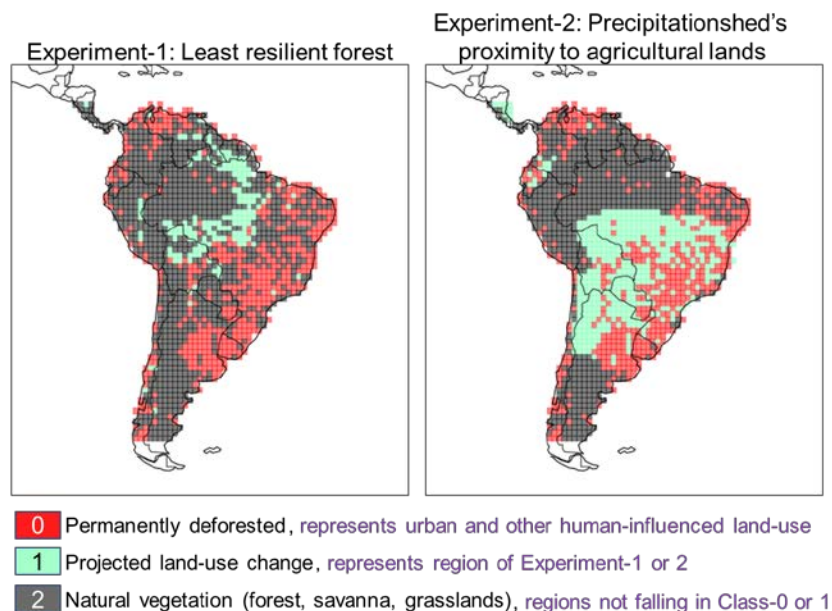 Experiment-1: Least resilient forest
Experiment-2: Precipitationshed's
proximity to agricultural lands
0 Permanently deforested, represents urban and other human-influenced land-use
1 Projected land-use change, represents region of Experiment-1 or 2
2 Natural vegetation (forest, savanna, grasslands), regions not falling in Class-0 or 1